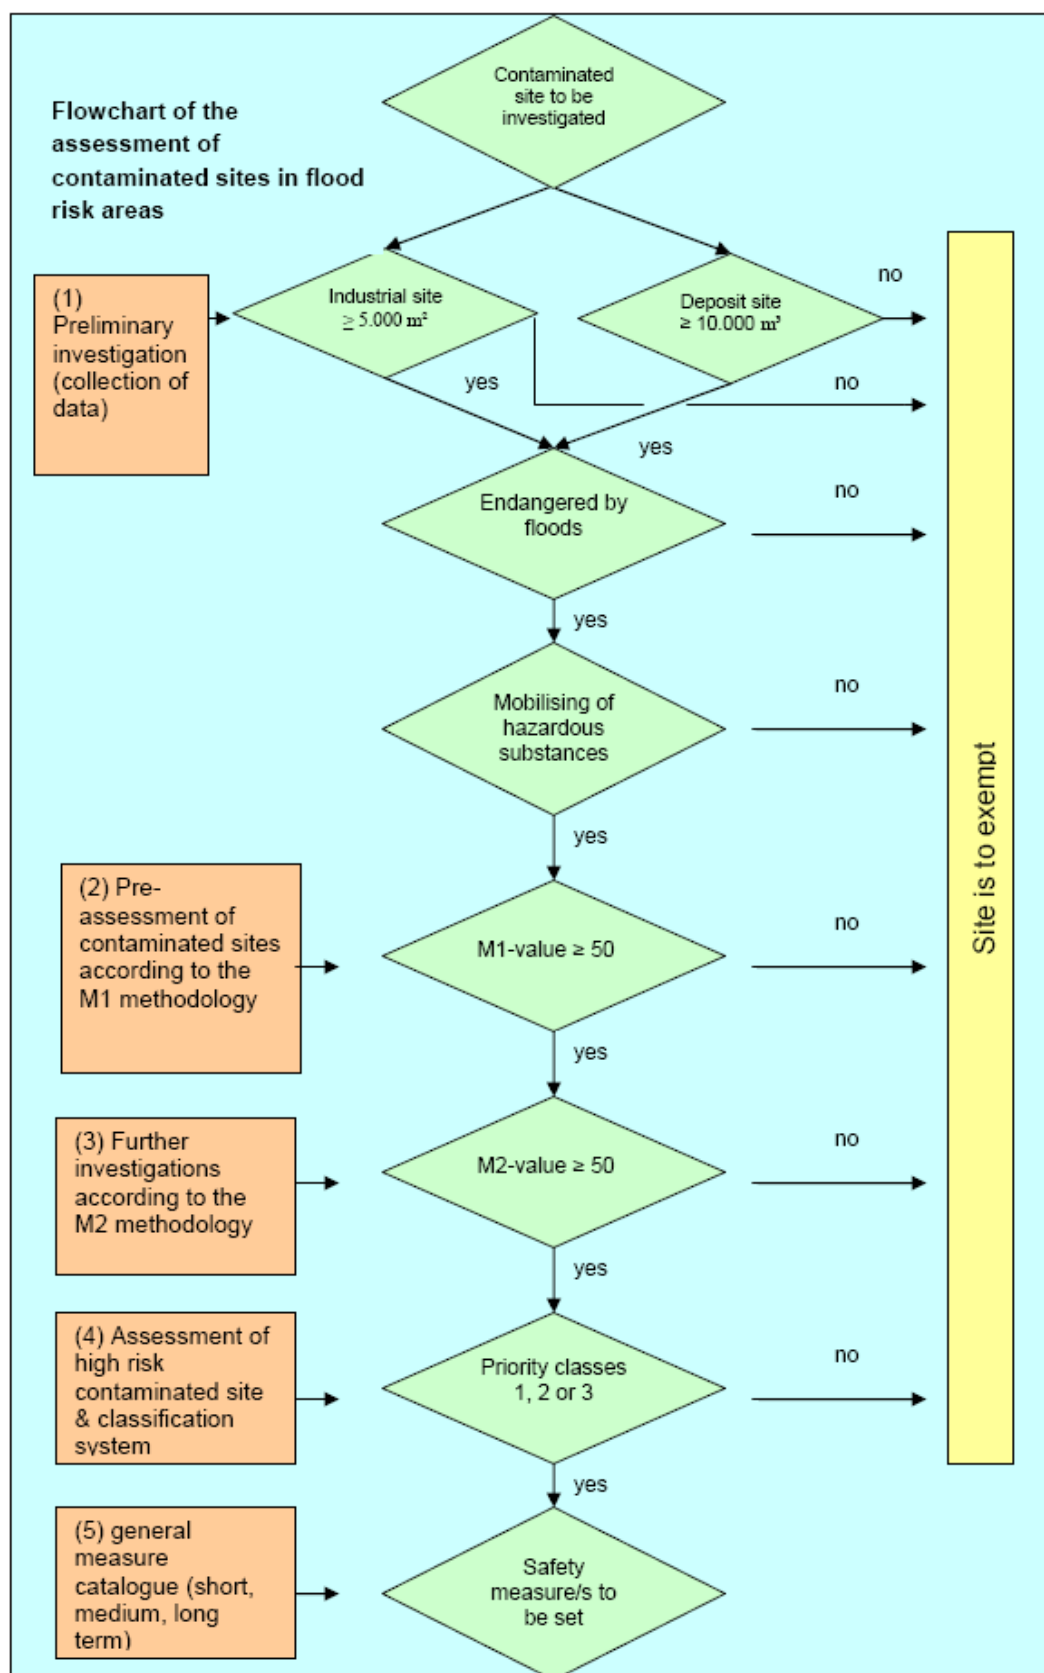 Contaminated
site to be
investigated
Flowchart of the
assessment of
contaminated sites in flood
risk areas
(1)
Preliminary
investigation
(collection of
data)
Industrial site
≥ 5.000 m²
Deposit site
≥ 10.000 m³
no
yes
no
yes
Endangered by
floods
no
yes
Mobilising of
hazardous
substances
no
yes
(2) Pre-
assessment of
contaminated sites
according to the
M1 methodology
M1-value ≥ 50
no
yes
(3) Further
investigations
according to the
M2 methodology
M2-value ≥ 50
no
yes
(4) Assessment of
high risk
contaminated site
& classification
system
Priority classes
1, 2 or 3
no
yes
(5) general
measure
catalogue (short,
medium, long
term)
Safety
measure/s to
be set
Site is to exempt